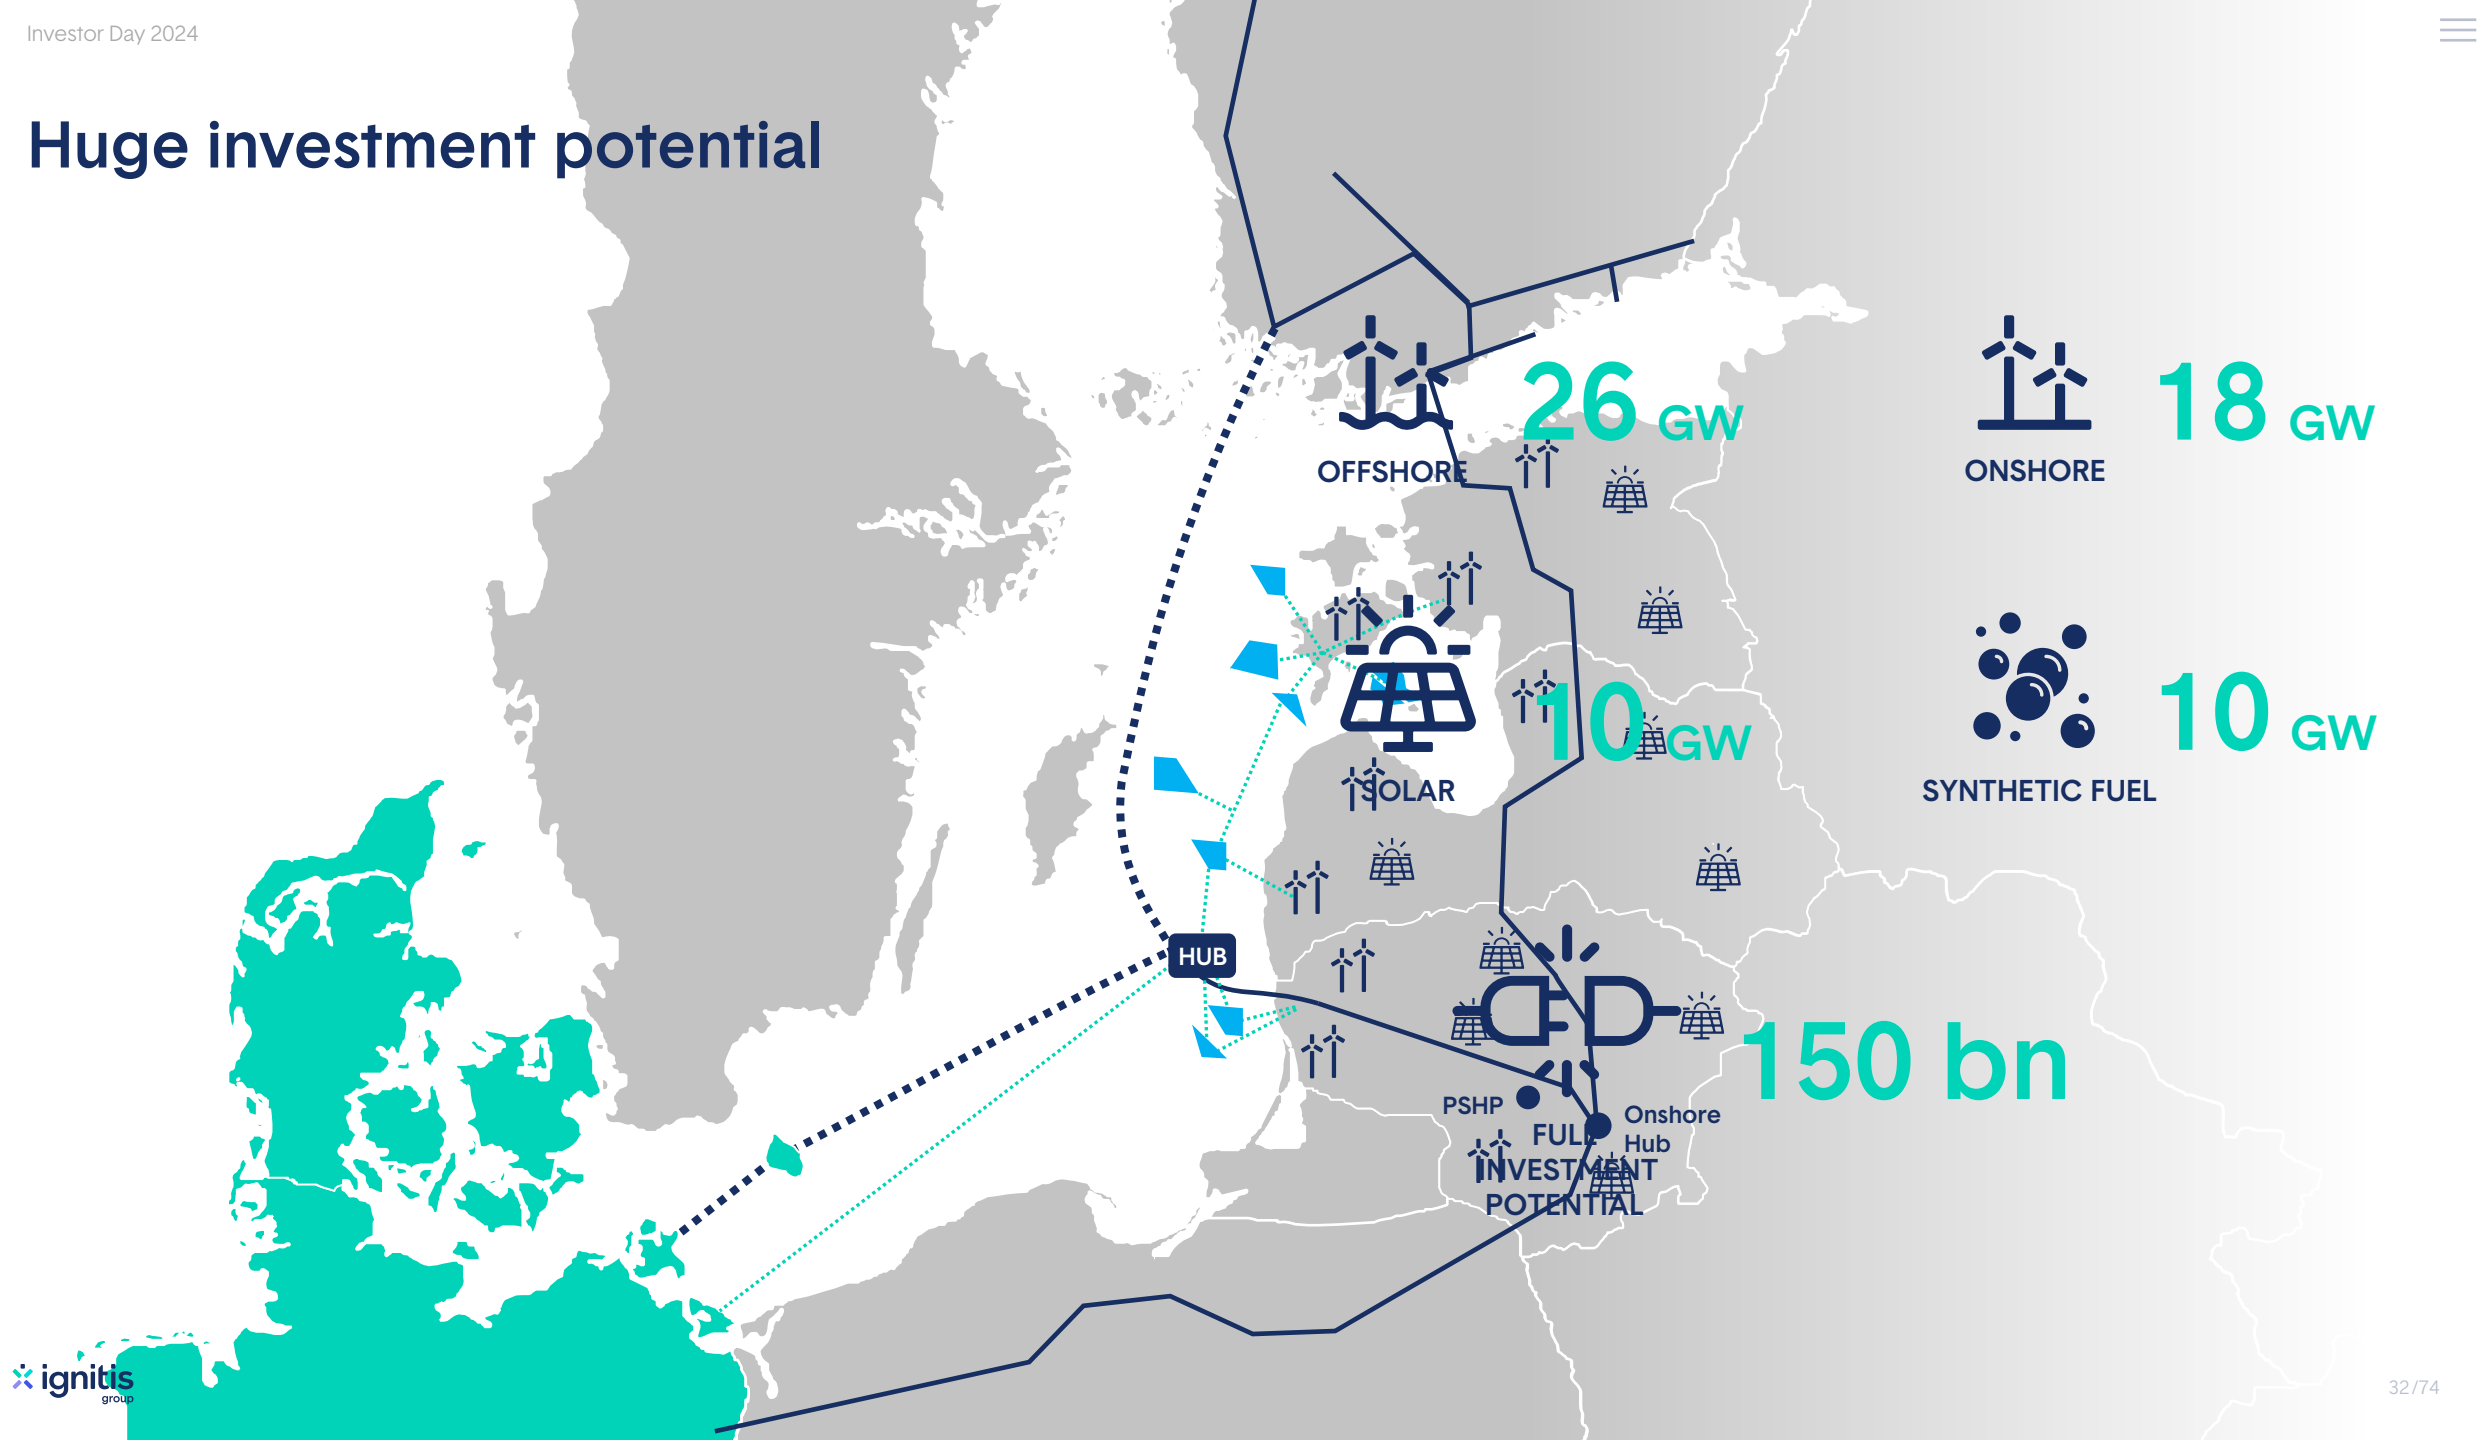 Investor Day 2024
Huge investment potential
26 GW
OFFSHORE
18 GW
ONSHORE
10 GW
SOLAR
10 GW
SYNTHETIC FUEL
HUB
150 bn
PSHP
Onshore
Hub
FULL
INVESTMENT
POTENTIAL
ignitis
group
32/74